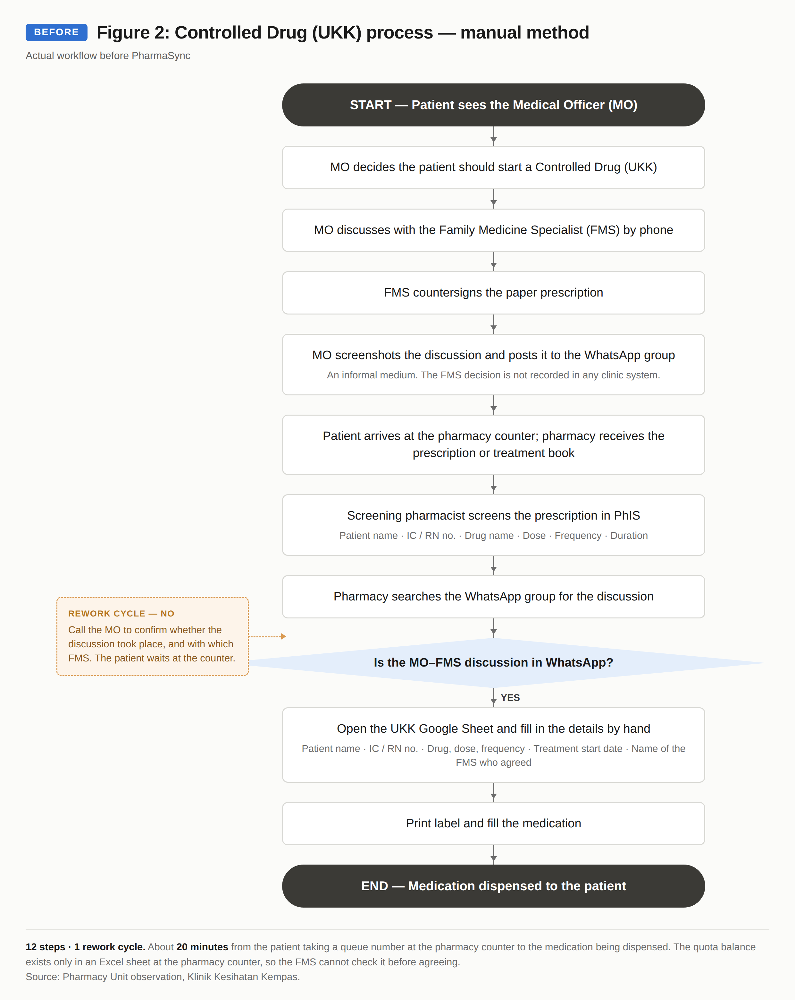 BEFORE Figure 2: Controlled Drug (UKK) process — manual method
Actual workflow before PharmaSync
START — Patient sees the Medical Officer (MO)
MO decides the patient should start a Controlled Drug (UKK)
MO discusses with the Family Medicine Specialist (FMS) by phone
FMS countersigns the paper prescription
MO screenshots the discussion and posts it to the WhatsApp group
An informal medium. The FMS decision is not recorded in any clinic system.
Patient arrives at the pharmacy counter; pharmacy receives the
prescription or treatment book
Screening pharmacist screens the prescription in PhIS
Patient name · IC / RN no. · Drug name · Dose · Frequency · Duration
Pharmacy searches the WhatsApp group for the discussion
REWORK CYCLE — NO
Call the MO to confirm whether the
discussion took place, and with which
FMS. The patient waits at the counter.
Is the MO–FMS discussion in WhatsApp?
YES
Open the UKK Google Sheet and fill in the details by hand
Patient name · IC / RN no. · Drug, dose, frequency · Treatment start date · Name of the
FMS who agreed
Print label and fill the medication
END — Medication dispensed to the patient
12 steps · 1 rework cycle. About 20 minutes from the patient taking a queue number at the pharmacy counter to the medication being dispensed. The quota balance
exists only in an Excel sheet at the pharmacy counter, so the FMS cannot check it before agreeing.
Source: Pharmacy Unit observation, Klinik Kesihatan Kempas.